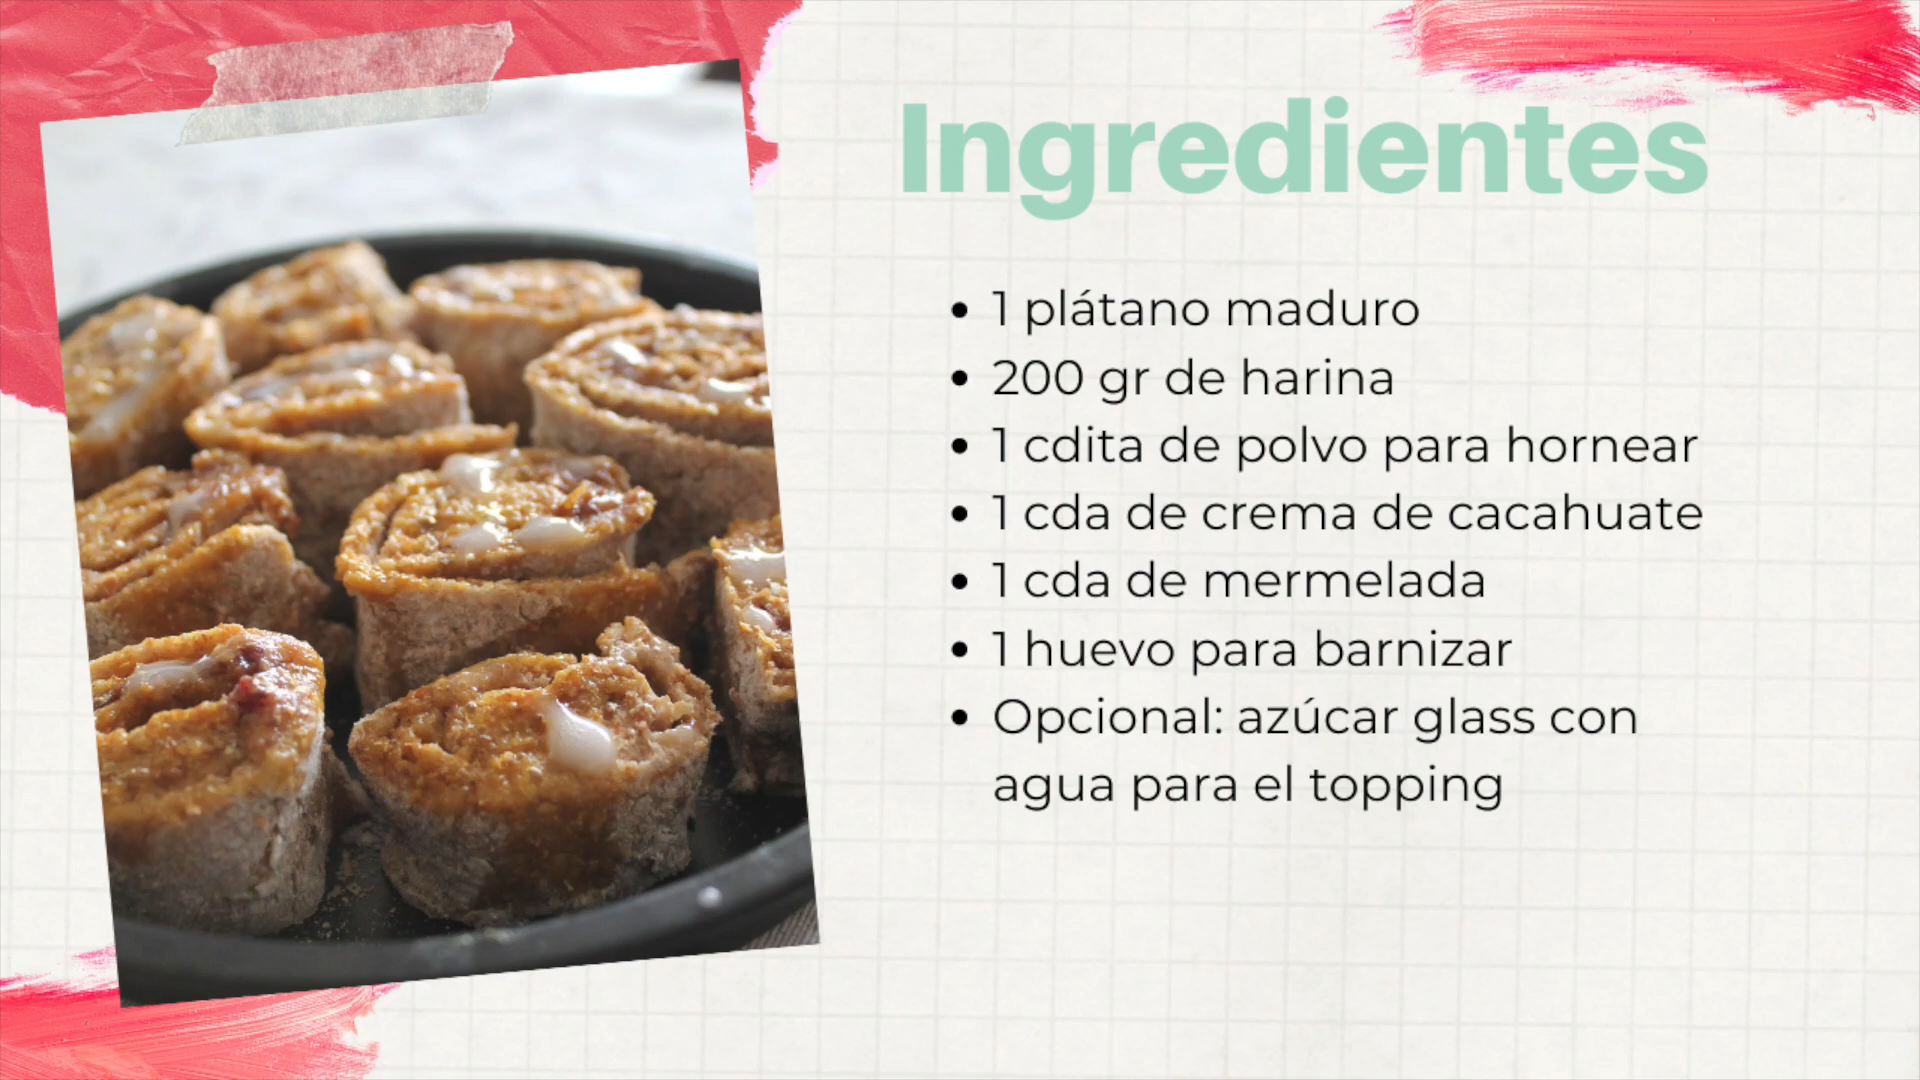 Ingredientes
• 1 plátano maduro
• 200 gr de harina
• 1 cdita de polvo para hornear
• 1 cda de crema de cacahuate
• 1 cda de mermelada
• 1 huevo para barnizar
• Opcional: azúcar glass con
agua para el topping